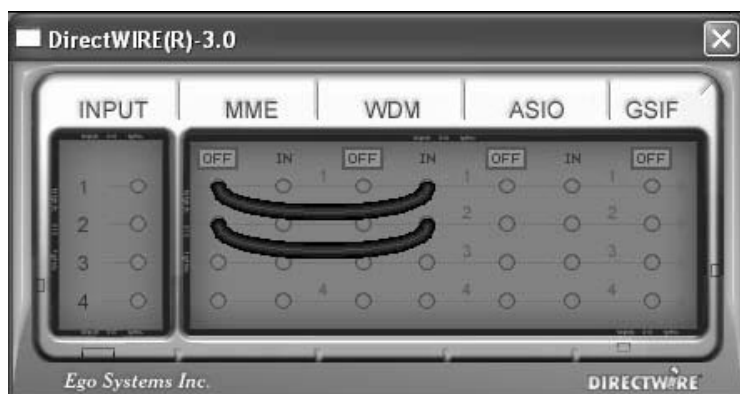 DirectWIRE(R)-3.0
INPUT MME WDM ASIO GSIF
OFF IN OFF IN OFF IN OFF
1 1 1 1
2 2 2
3 3 3
4 4 4 4
Ego Systems Inc. DIRECTWIRE